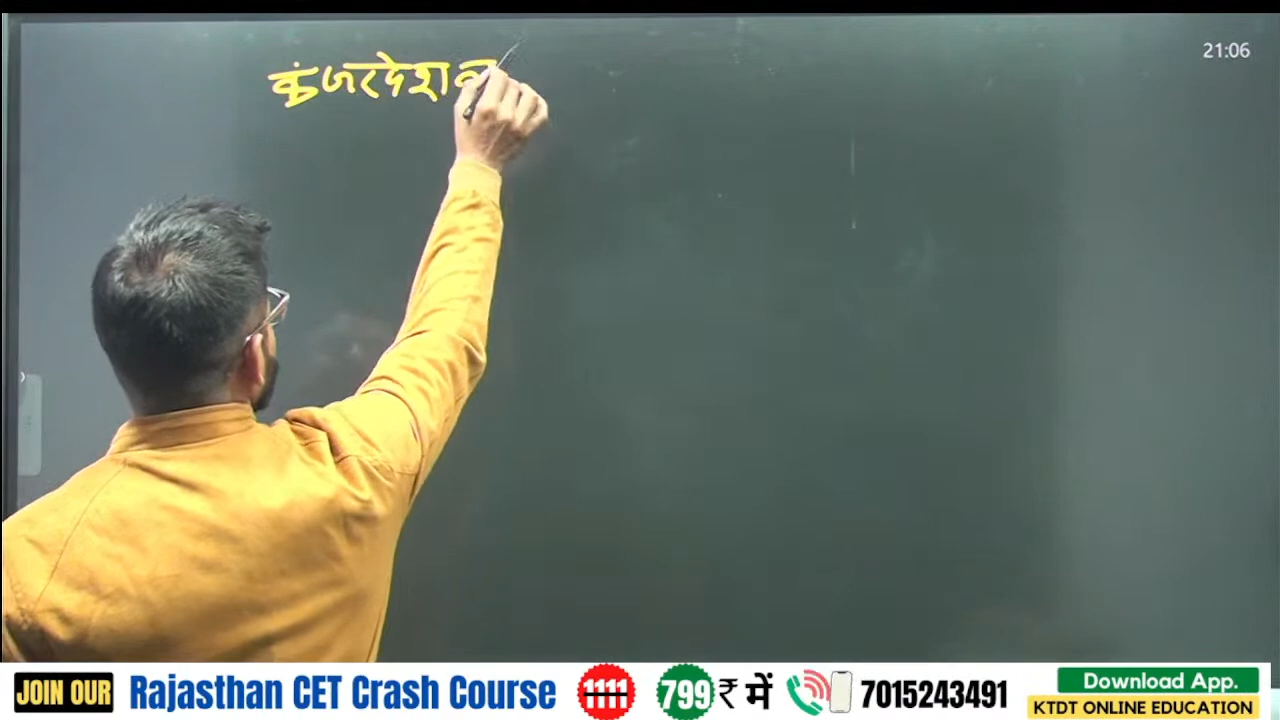 21:06
कुंजरदेशन
JOIN OUR Rajasthan CET Crash Course 1111 799 ₹ में 7015243491 Download App.
KTDT ONLINE EDUCATION